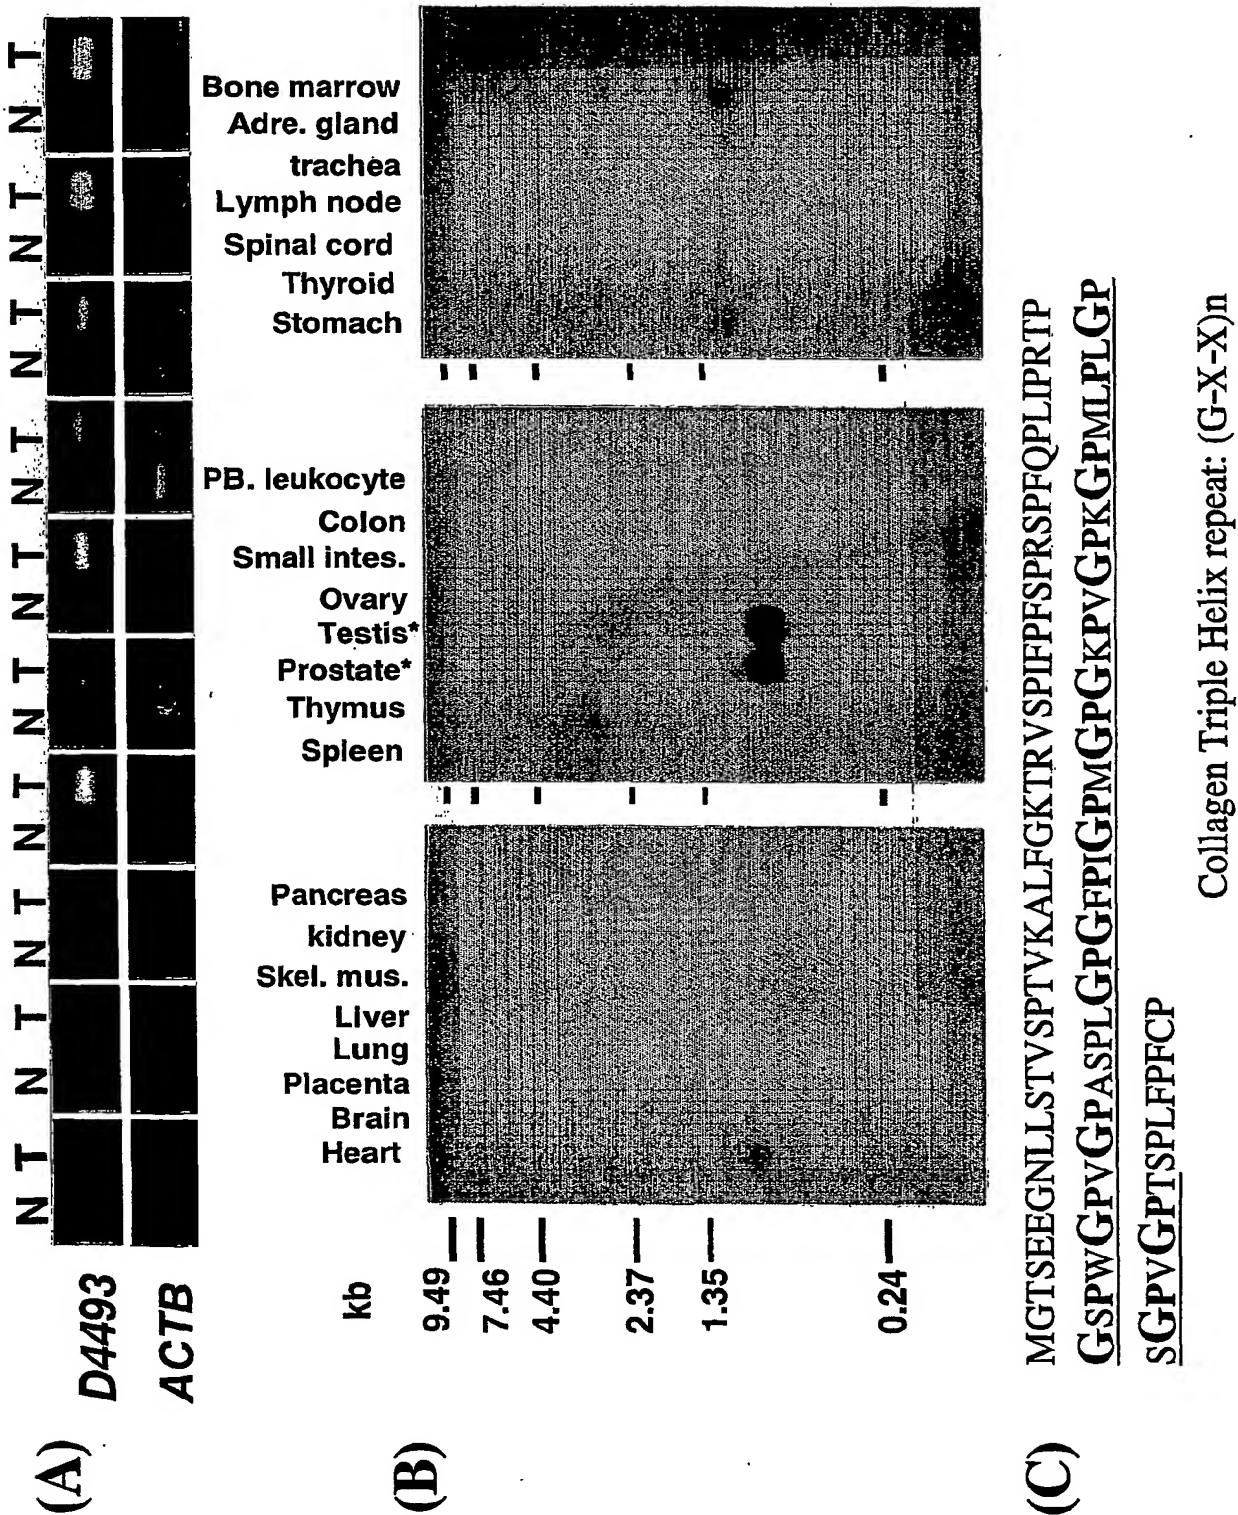 (A)
N T N T N T N T N T N T N T N T N T N T
D4493
ACTB
(B)
kb
9.49
7.46
4.40
2.37
1.35
0.24
Heart
Brain
Placenta
Lung
Liver
Skel. mus.
kidney
Pancreas
Spleen
Thymus
Prostate*
Testis*
Ovary
Small intes.
Colon
PB. leukocyte
Stomach
Thyroid
Spinal cord
Lymph node
trachea
Adre. gland
Bone marrow
(C)
MGTSEEGNLLSTVSPTVKALFGKTRVSPIFPFSPRSPFQPLIPRTP
GSPWGPVGPASPLGPGFPIGPMGPGKPVGPKGPMLPLGP
SGPVGPTSPLFPFCP
Collagen Triple Helix repeat: (G-X-X)n